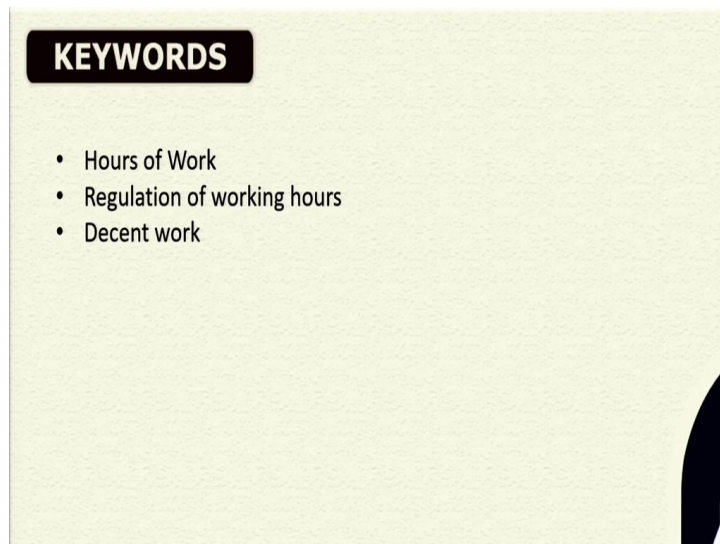 KEYWORDS
• Hours of Work
• Regulation of working hours
• Decent work